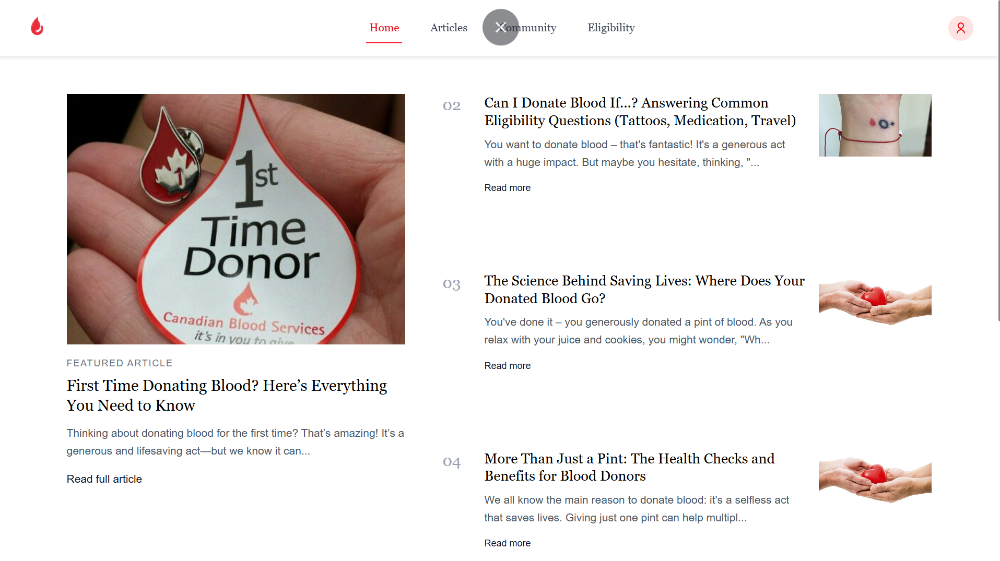 Home
Articles
Community
Eligibility
1st
Time
Donor
Canadian Blood Services
it's in you to give
1
FEATURED ARTICLE
First Time Donating Blood? Here’s Everything
You Need to Know
Thinking about donating blood for the first time? That’s amazing! It’s a
generous and lifesaving act—but we know it can...
Read full article
02
Can I Donate Blood If...? Answering Common
Eligibility Questions (Tattoos, Medication, Travel)
You want to donate blood – that's fantastic! It's a generous act
with a huge impact. But maybe you hesitate, thinking, "...
Read more
O+
03
The Science Behind Saving Lives: Where Does Your
Donated Blood Go?
You've done it – you generously donated a pint of blood. As you
relax with your juice and cookies, you might wonder, "Wh...
Read more
04
More Than Just a Pint: The Health Checks and
Benefits for Blood Donors
We all know the main reason to donate blood: it's a selfless act
that saves lives. Giving just one pint can help multipl...
Read more